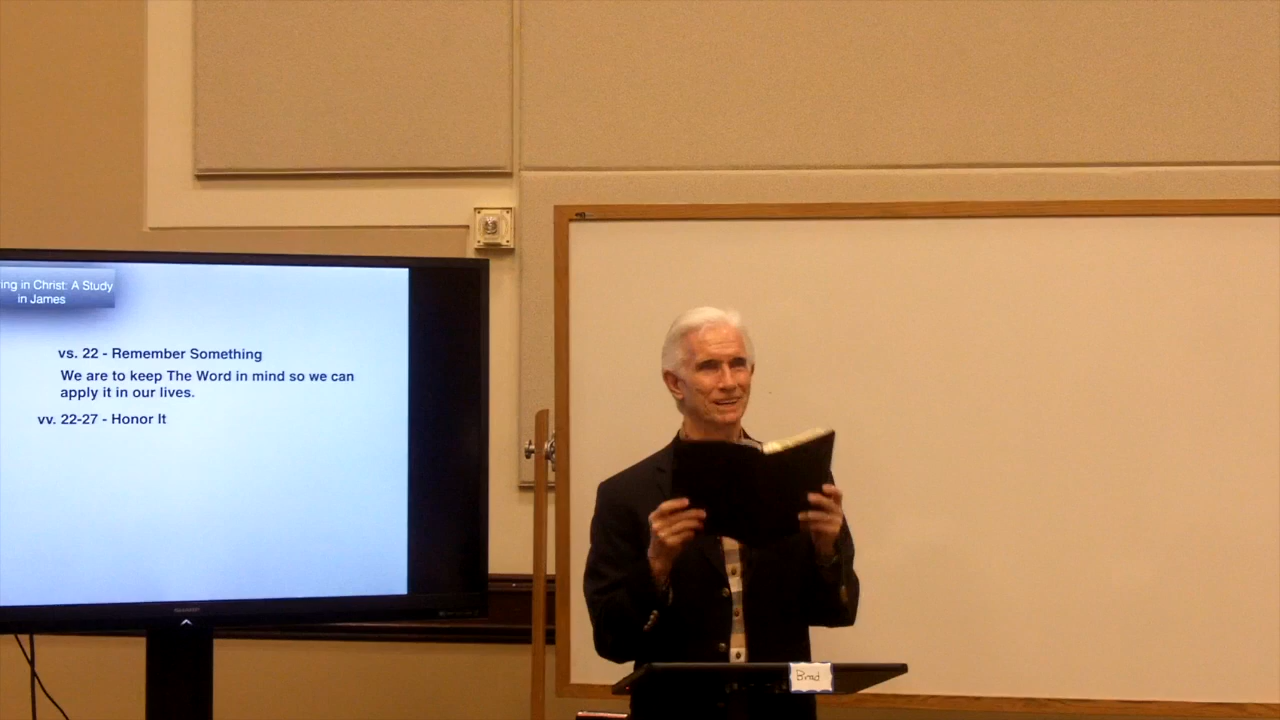 ing in Christ: A Study
in James
vs. 22 - Remember Something
We are to keep The Word in mind so we can
apply it in our lives.
vv. 22-27 - Honor It
SHARP
Brad